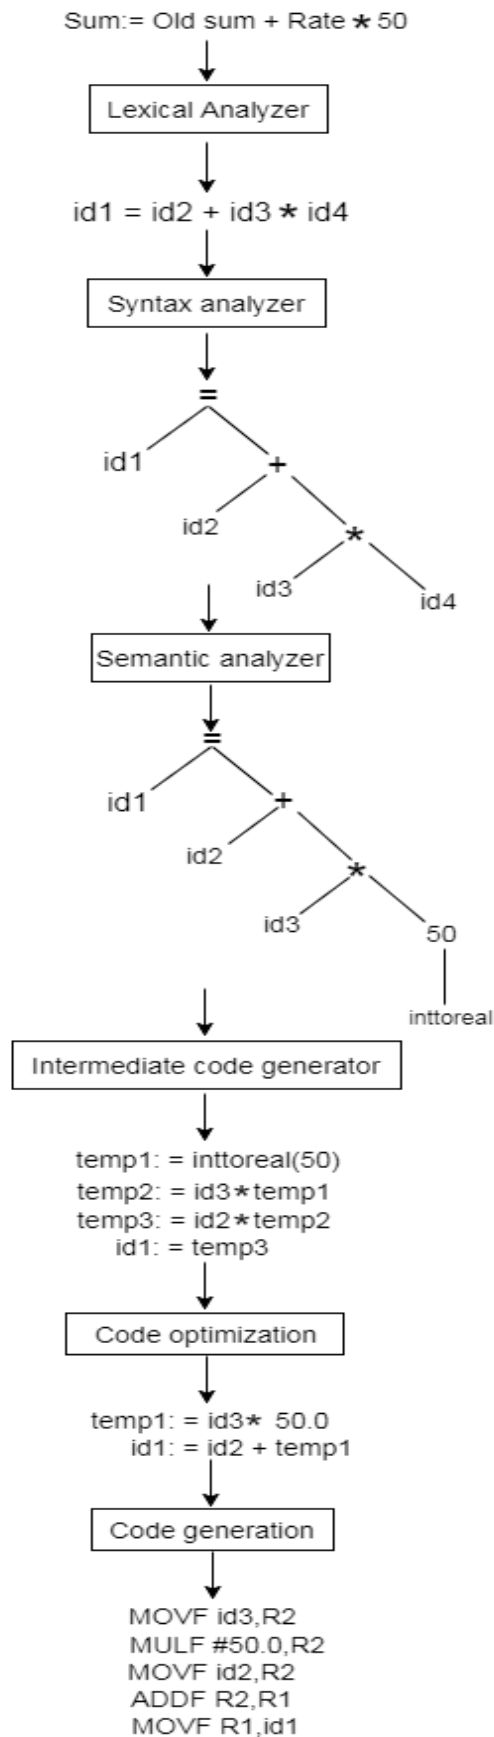 Sum:= Old sum + Rate * 50
Lexical Analyzer
id1 = id2 + id3 * id4
Syntax analyzer
=
id1
+
id2
*
id3
id4
Semantic analyzer
=
id1
+
id2
*
id3
50
inttoreal
Intermediate code generator
temp1: = inttoreal(50)
temp2: = id3*temp1
temp3: = id2*temp2
id1: = temp3
Code optimization
temp1: = id3* 50.0
id1: = id2 + temp1
Code generation
MOVF id3,R2
MULF #50.0,R2
MOVF id2,R2
ADDF R2,R1
MOVF R1,id1